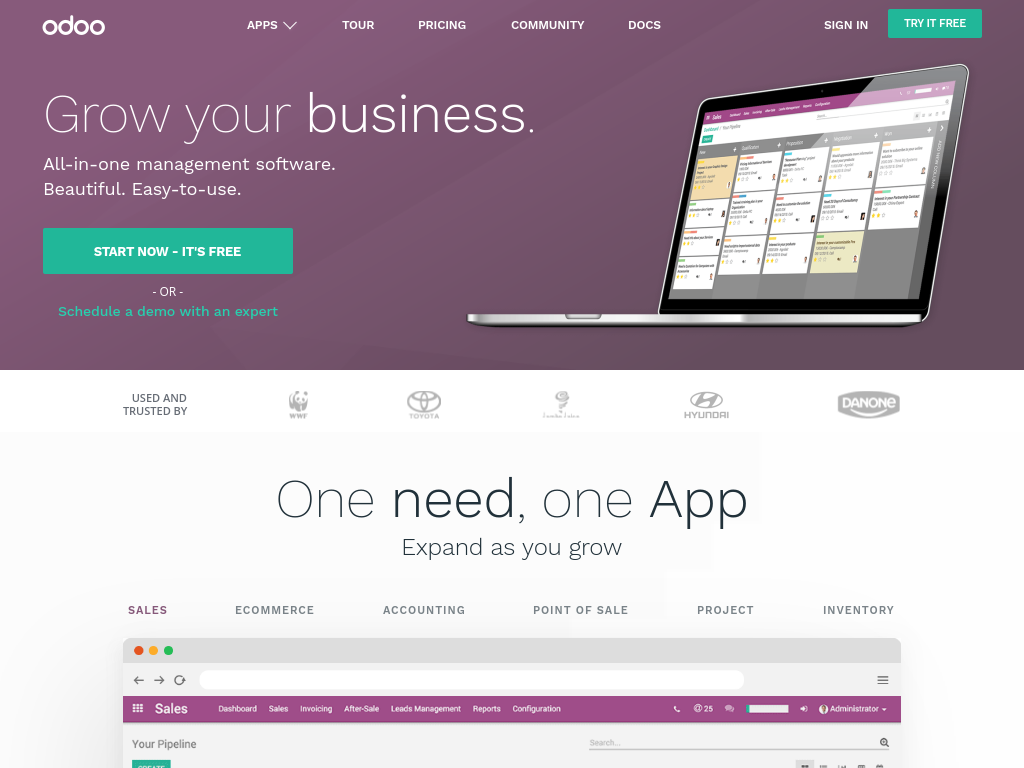 odoo
APPS
TOUR
PRICING
COMMUNITY
DOCS
SIGN IN
TRY IT FREE
Grow your business.
All-in-one management software.
Beautiful. Easy-to-use.
START NOW - IT'S FREE
- OR -
Schedule a demo with an expert
Sales
USED AND
TRUSTED BY
WWF
TOYOTA
HYUNDAI
DANONE
One need, one App
Expand as you grow
SALES
ECOMMERCE
ACCOUNTING
POINT OF SALE
PROJECT
INVENTORY
Sales
Dashboard
Sales
Invoicing
After-Sale
Leads Management
Reports
Configuration
@ 25
Administrator
Your Pipeline
Search...
CREATE